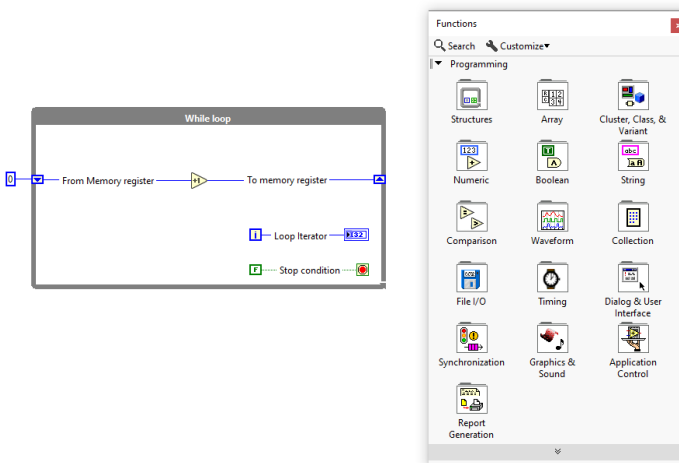 Functions
Search Customize▾
Programming
While loop
0 From Memory register +1 To memory register
i Loop Iterator I32
F Stop condition
Structures Array Cluster, Class, &
Variant
123
Numeric Boolean String
T
abc
a A
Comparison Waveform Collection
File I/O Timing Dialog & User
Interface
Synchronization Graphics & Application
Sound Control
Report
Generation